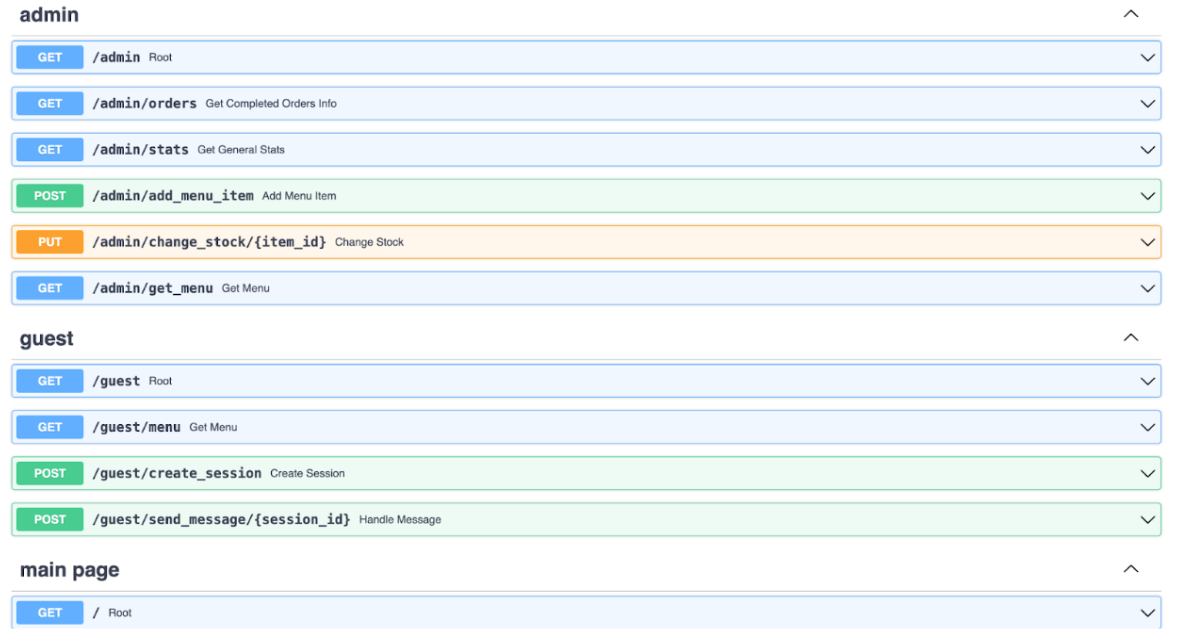 admin
GET /admin Root
GET /admin/orders Get Completed Orders Info
GET /admin/stats Get General Stats
POST /admin/add_menu_item Add Menu Item
PUT /admin/change_stock/{item_id} Change Stock
GET /admin/get_menu Get Menu
guest
GET /guest Root
GET /guest/menu Get Menu
POST /guest/create_session Create Session
POST /guest/send_message/{session_id} Handle Message
main page
GET / Root